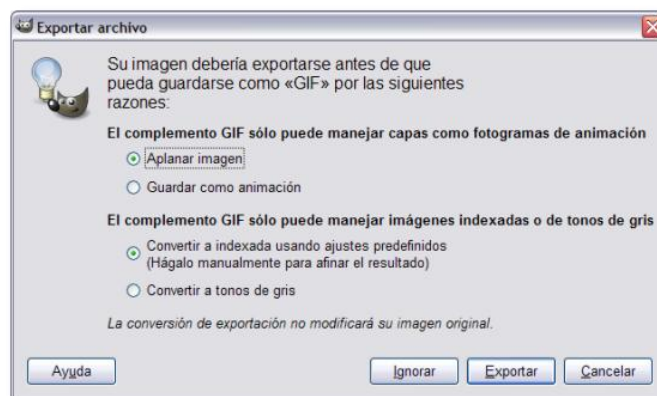 Exportar archivo
Su imagen debería exportarse antes de que
pueda guardarse como «GIF» por las siguientes
razones:
El complemento GIF sólo puede manejar capas como fotogramas de animación
Aplanar imagen
Guardar como animación
El complemento GIF sólo puede manejar imágenes indexadas o de tonos de gris
Convertir a indexada usando ajustes predefinidos
(Hágalo manualmente para afinar el resultado)
Convertir a tonos de gris
La conversión de exportación no modificará su imagen original.
Ayuda Ignorar Exportar Cancelar